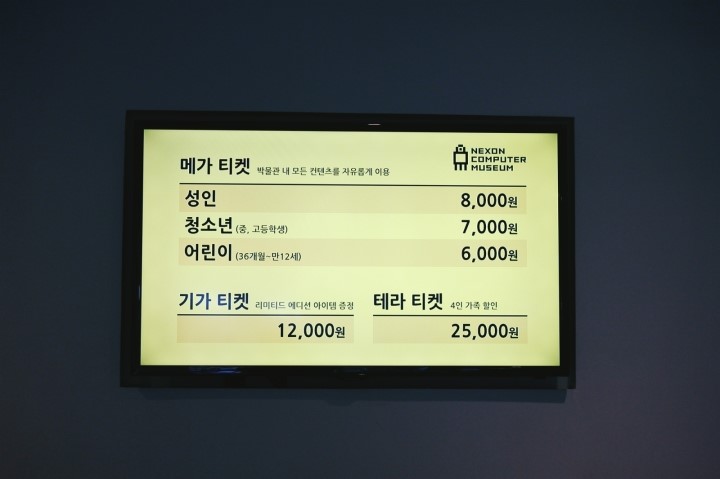 메가 티켓 박물관 내 모든 컨텐츠를 자유롭게 이용
NEXON
COMPUTER
MUSEUM
성인 8,000원
청소년 (중, 고등학생) 7,000원
어린이 (36개월~만12세) 6,000원
기가 티켓 리미티드 에디션 아이템 증정
12,000원
테라 티켓 4인 가족 할인
25,000원